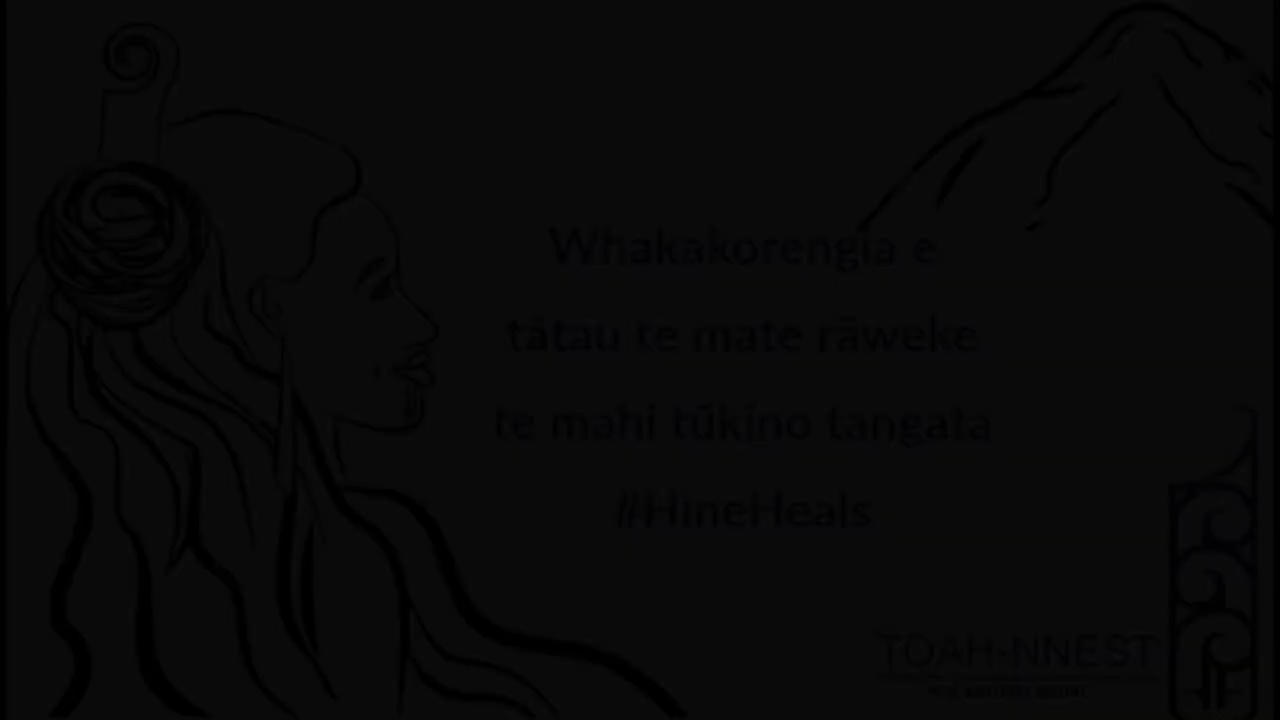 Whakakorengia e
tātau te mate rāweke
te mahi tūkino tangata
#HineHeals
TOAH-NNEST